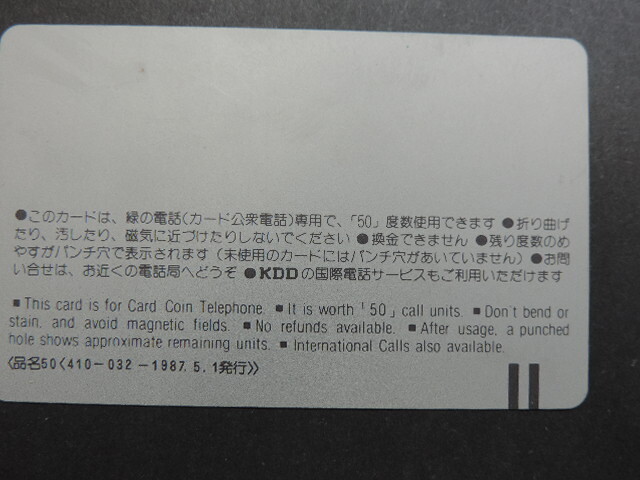 ●このカードは、緑の電話(カード公衆電話)専用で、「50」度数使用できます ●折り曲げ
たり、汚したり、磁気に近づけたりしないでください ●換金できません ●残り度数のめ
やすがパンチ穴で表示されます (未使用のカードにはパンチ穴があいていません) ●お問
い合せは、お近くの電話局へどうぞ ●KDDの国際電話サービスもご利用いただけます
■ This card is for Card Coin Telephone. ■ It is worth「50」call units. ■ Don't bend or
stain, and avoid magnetic fields. ■ No refunds available. ■ After usage, a punched
hole shows approximate remaining units. ■ International Calls also available.
〈品名50〈410-032-1987.5.1発行〉〉